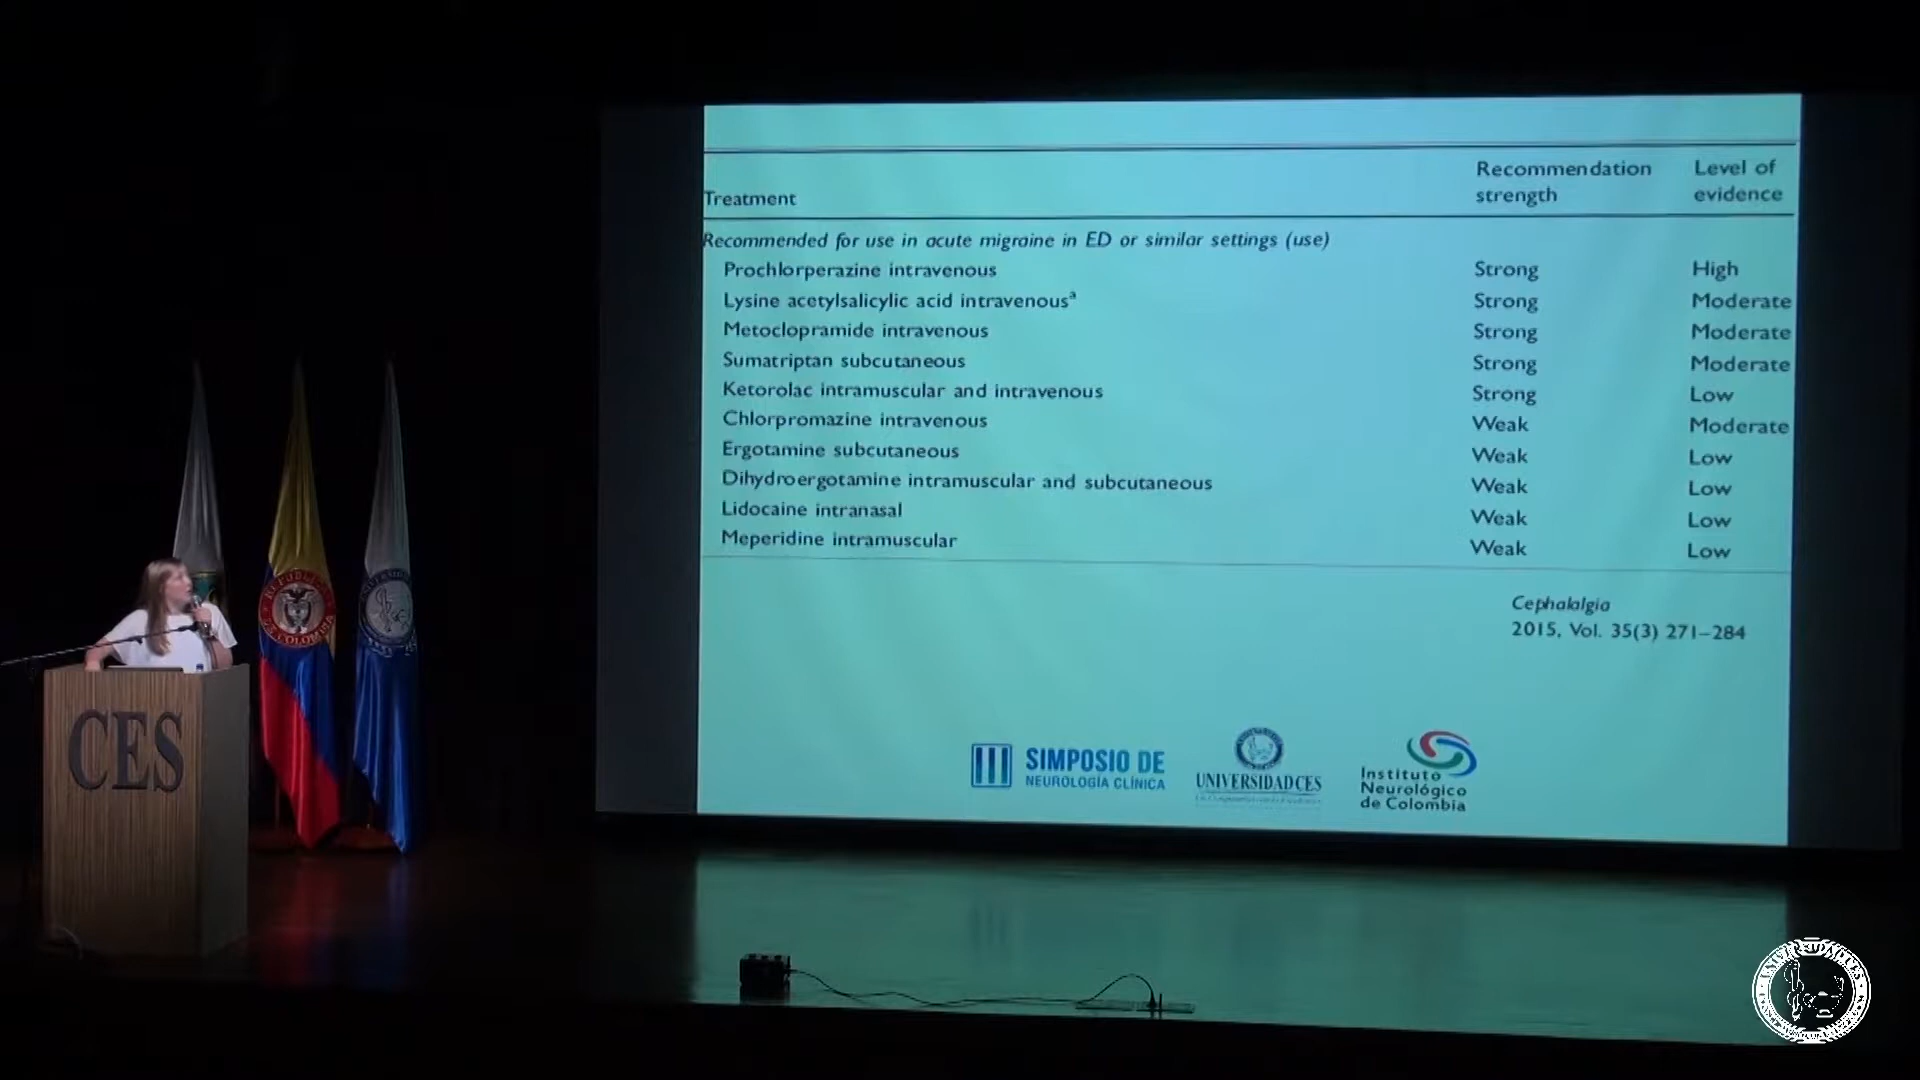 Recommendation Level of
Treatment strength evidence
Recommended for use in acute migraine in ED or similar settings (use)
Prochlorperazine intravenous Strong High
Lysine acetylsalicylic acid intravenousª Strong Moderate
Metoclopramide intravenous Strong Moderate
Sumatriptan subcutaneous Strong Moderate
Ketorolac intramuscular and intravenous Strong Low
Chlorpromazine intravenous Weak Moderate
Ergotamine subcutaneous Weak Low
Dihydroergotamine intramuscular and subcutaneous Weak Low
Lidocaine intranasal Weak Low
Meperidine intramuscular Weak Low
Cephalalgia
2015, Vol. 35(3) 271–284
III SIMPOSIO DE
NEUROLOGÍA CLÍNICA
UNIVERSIDAD CES
Instituto
Neurológico
de Colombia
REPÚBLICA
DE COLOMBIA
CES